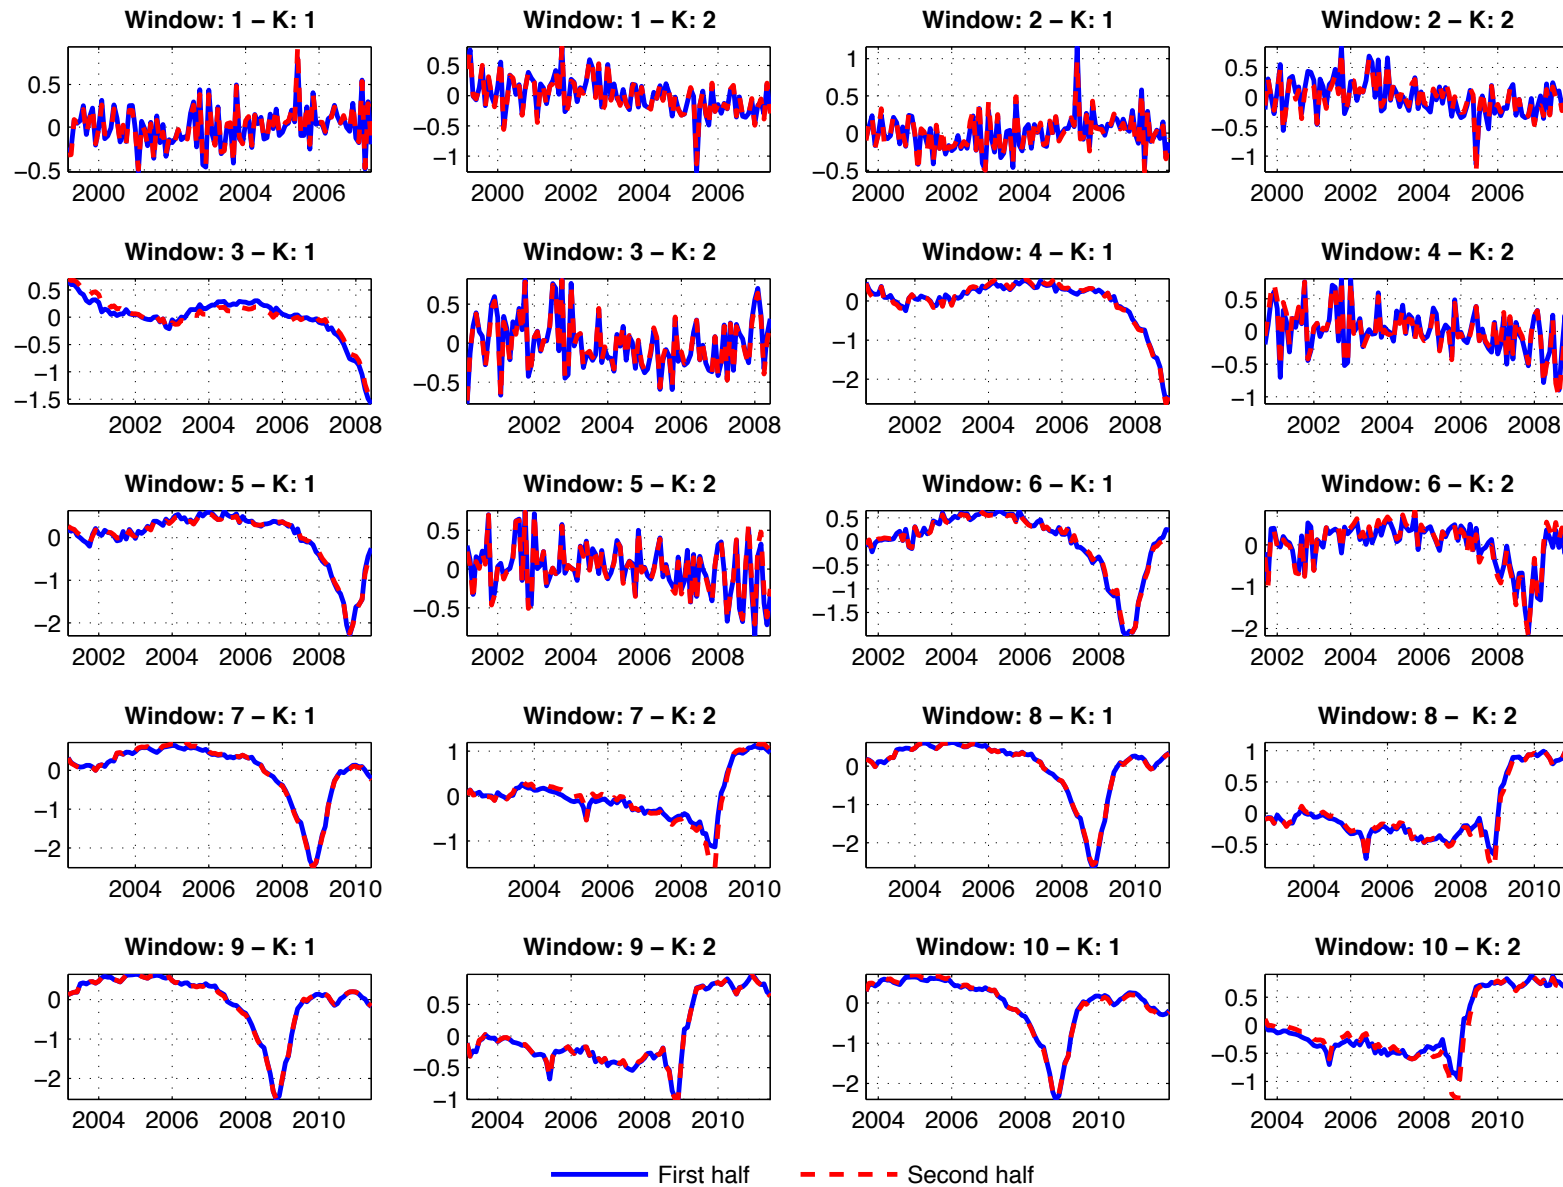 Window: 1 − K: 1
Window: 1 − K: 2
Window: 2 − K: 1
Window: 2 − K: 2
0.5
0
−0.5
2000 2002 2004 2006
0.5
0
−0.5
−1
2000 2002 2004 2006
1
0.5
0
−0.5
2000 2002 2004 2006
0.5
0
−0.5
−1
2000 2002 2004 2006
Window: 3 − K: 1
Window: 3 − K: 2
Window: 4 − K: 1
Window: 4 − K: 2
0.5
0
−0.5
−1
−1.5
2002 2004 2006 2008
0.5
0
−0.5
2002 2004 2006 2008
0
−1
−2
2002 2004 2006 2008
0.5
0
−0.5
−1
2002 2004 2006 2008
Window: 5 − K: 1
Window: 5 − K: 2
Window: 6 − K: 1
Window: 6 − K: 2
0
−1
−2
2002 2004 2006 2008
0.5
0
−0.5
2002 2004 2006 2008
0.5
0
−0.5
−1
−1.5
2002 2004 2006 2008
0
−1
−2
2002 2004 2006 2008
Window: 7 − K: 1
Window: 7 − K: 2
Window: 8 − K: 1
Window: 8 − K: 2
0
−1
−2
2004 2006 2008 2010
1
0
−1
2004 2006 2008 2010
0
−1
−2
2004 2006 2008 2010
1
0.5
0
−0.5
2004 2006 2008 2010
Window: 9 − K: 1
Window: 9 − K: 2
Window: 10 − K: 1
Window: 10 − K: 2
0
−1
−2
2004 2006 2008 2010
0.5
0
−0.5
−1
2004 2006 2008 2010
0
−1
−2
2004 2006 2008 2010
0.5
0
−0.5
−1
2004 2006 2008 2010
First half
Second half